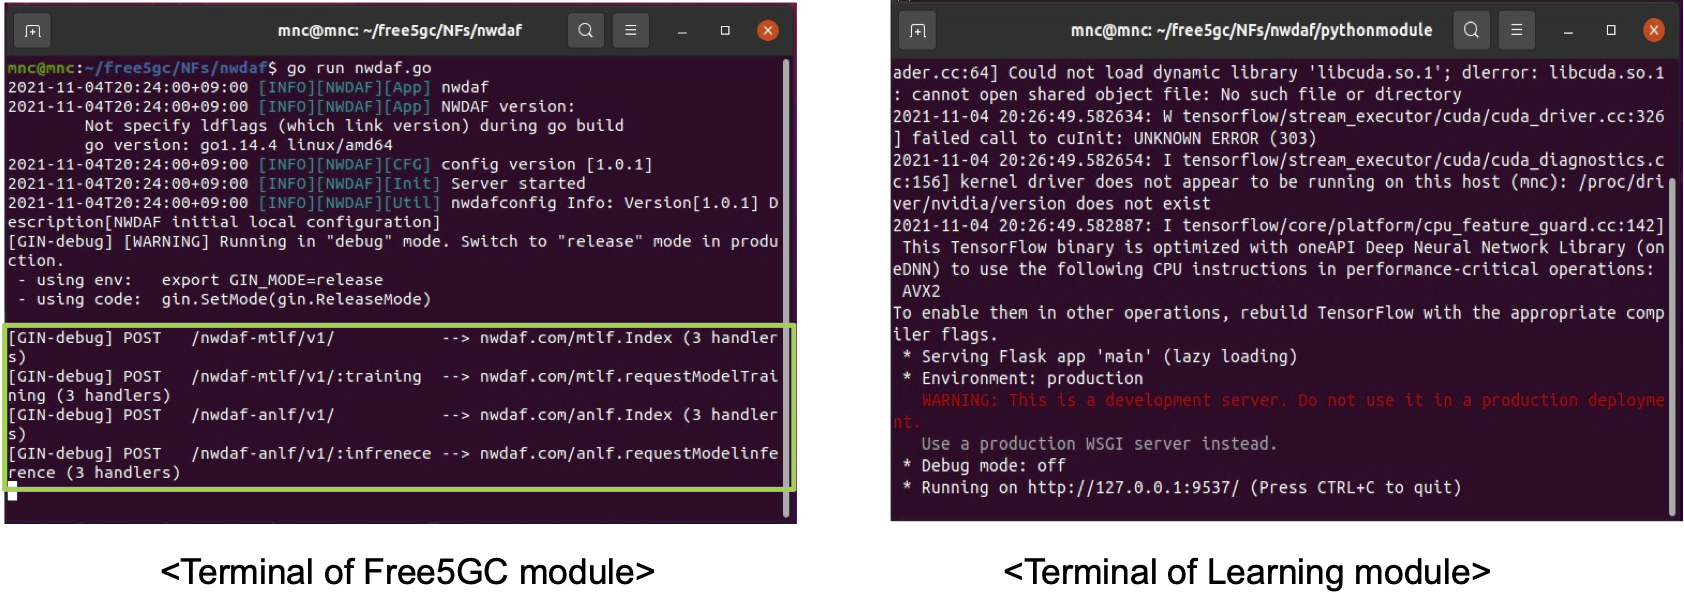 mnc@mnc: ~/free5gc/NFs/nwdaf
mnc@mnc:~/free5gc/NFs/nwdaf$ go run nwdaf.go
2021-11-04T20:24:00+09:00 [INFO][NWDAF][App] nwdaf
2021-11-04T20:24:00+09:00 [INFO][NWDAF][App] NWDAF version:
        Not specify ldflags (which link version) during go build
        go version: go1.14.4 linux/amd64
2021-11-04T20:24:00+09:00 [INFO][NWDAF][CFG] config version [1.0.1]
2021-11-04T20:24:00+09:00 [INFO][NWDAF][Init] Server started
2021-11-04T20:24:00+09:00 [INFO][NWDAF][Util] nwdafconfig Info: Version[1.0.1] D
escription[NWDAF initial local configuration]
[GIN-debug] [WARNING] Running in "debug" mode. Switch to "release" mode in produ
ction.
 - using env:   export GIN_MODE=release
 - using code:  gin.SetMode(gin.ReleaseMode)
[GIN-debug] POST   /nwdaf-mtlf/v1/           --> nwdaf.com/mtlf.Index (3 handler
s)
[GIN-debug] POST   /nwdaf-mtlf/v1/:training  --> nwdaf.com/mtlf.requestModelTrai
ning (3 handlers)
[GIN-debug] POST   /nwdaf-anlf/v1/           --> nwdaf.com/anlf.Index (3 handler
s)
[GIN-debug] POST   /nwdaf-anlf/v1/:infrenece --> nwdaf.com/anlf.requestModelinfe
rence (3 handlers)
<Terminal of Free5GC module>
mnc@mnc: ~/free5gc/NFs/nwdaf/pythonmodule
ader.cc:64] Could not load dynamic library 'libcuda.so.1'; dlerror: libcuda.so.1
: cannot open shared object file: No such file or directory
2021-11-04 20:26:49.582634: W tensorflow/stream_executor/cuda/cuda_driver.cc:326
] failed call to cuInit: UNKNOWN ERROR (303)
2021-11-04 20:26:49.582654: I tensorflow/stream_executor/cuda/cuda_diagnostics.c
c:156] kernel driver does not appear to be running on this host (mnc): /proc/dri
ver/nvidia/version does not exist
2021-11-04 20:26:49.582887: I tensorflow/core/platform/cpu_feature_guard.cc:142]
 This TensorFlow binary is optimized with oneAPI Deep Neural Network Library (on
eDNN) to use the following CPU instructions in performance-critical operations:
 AVX2
To enable them in other operations, rebuild TensorFlow with the appropriate comp
iler flags.
 * Serving Flask app 'main' (lazy loading)
 * Environment: production
   WARNING: This is a development server. Do not use it in a production deployme
nt.
   Use a production WSGI server instead.
 * Debug mode: off
 * Running on http://127.0.0.1:9537/ (Press CTRL+C to quit)
<Terminal of Learning module>